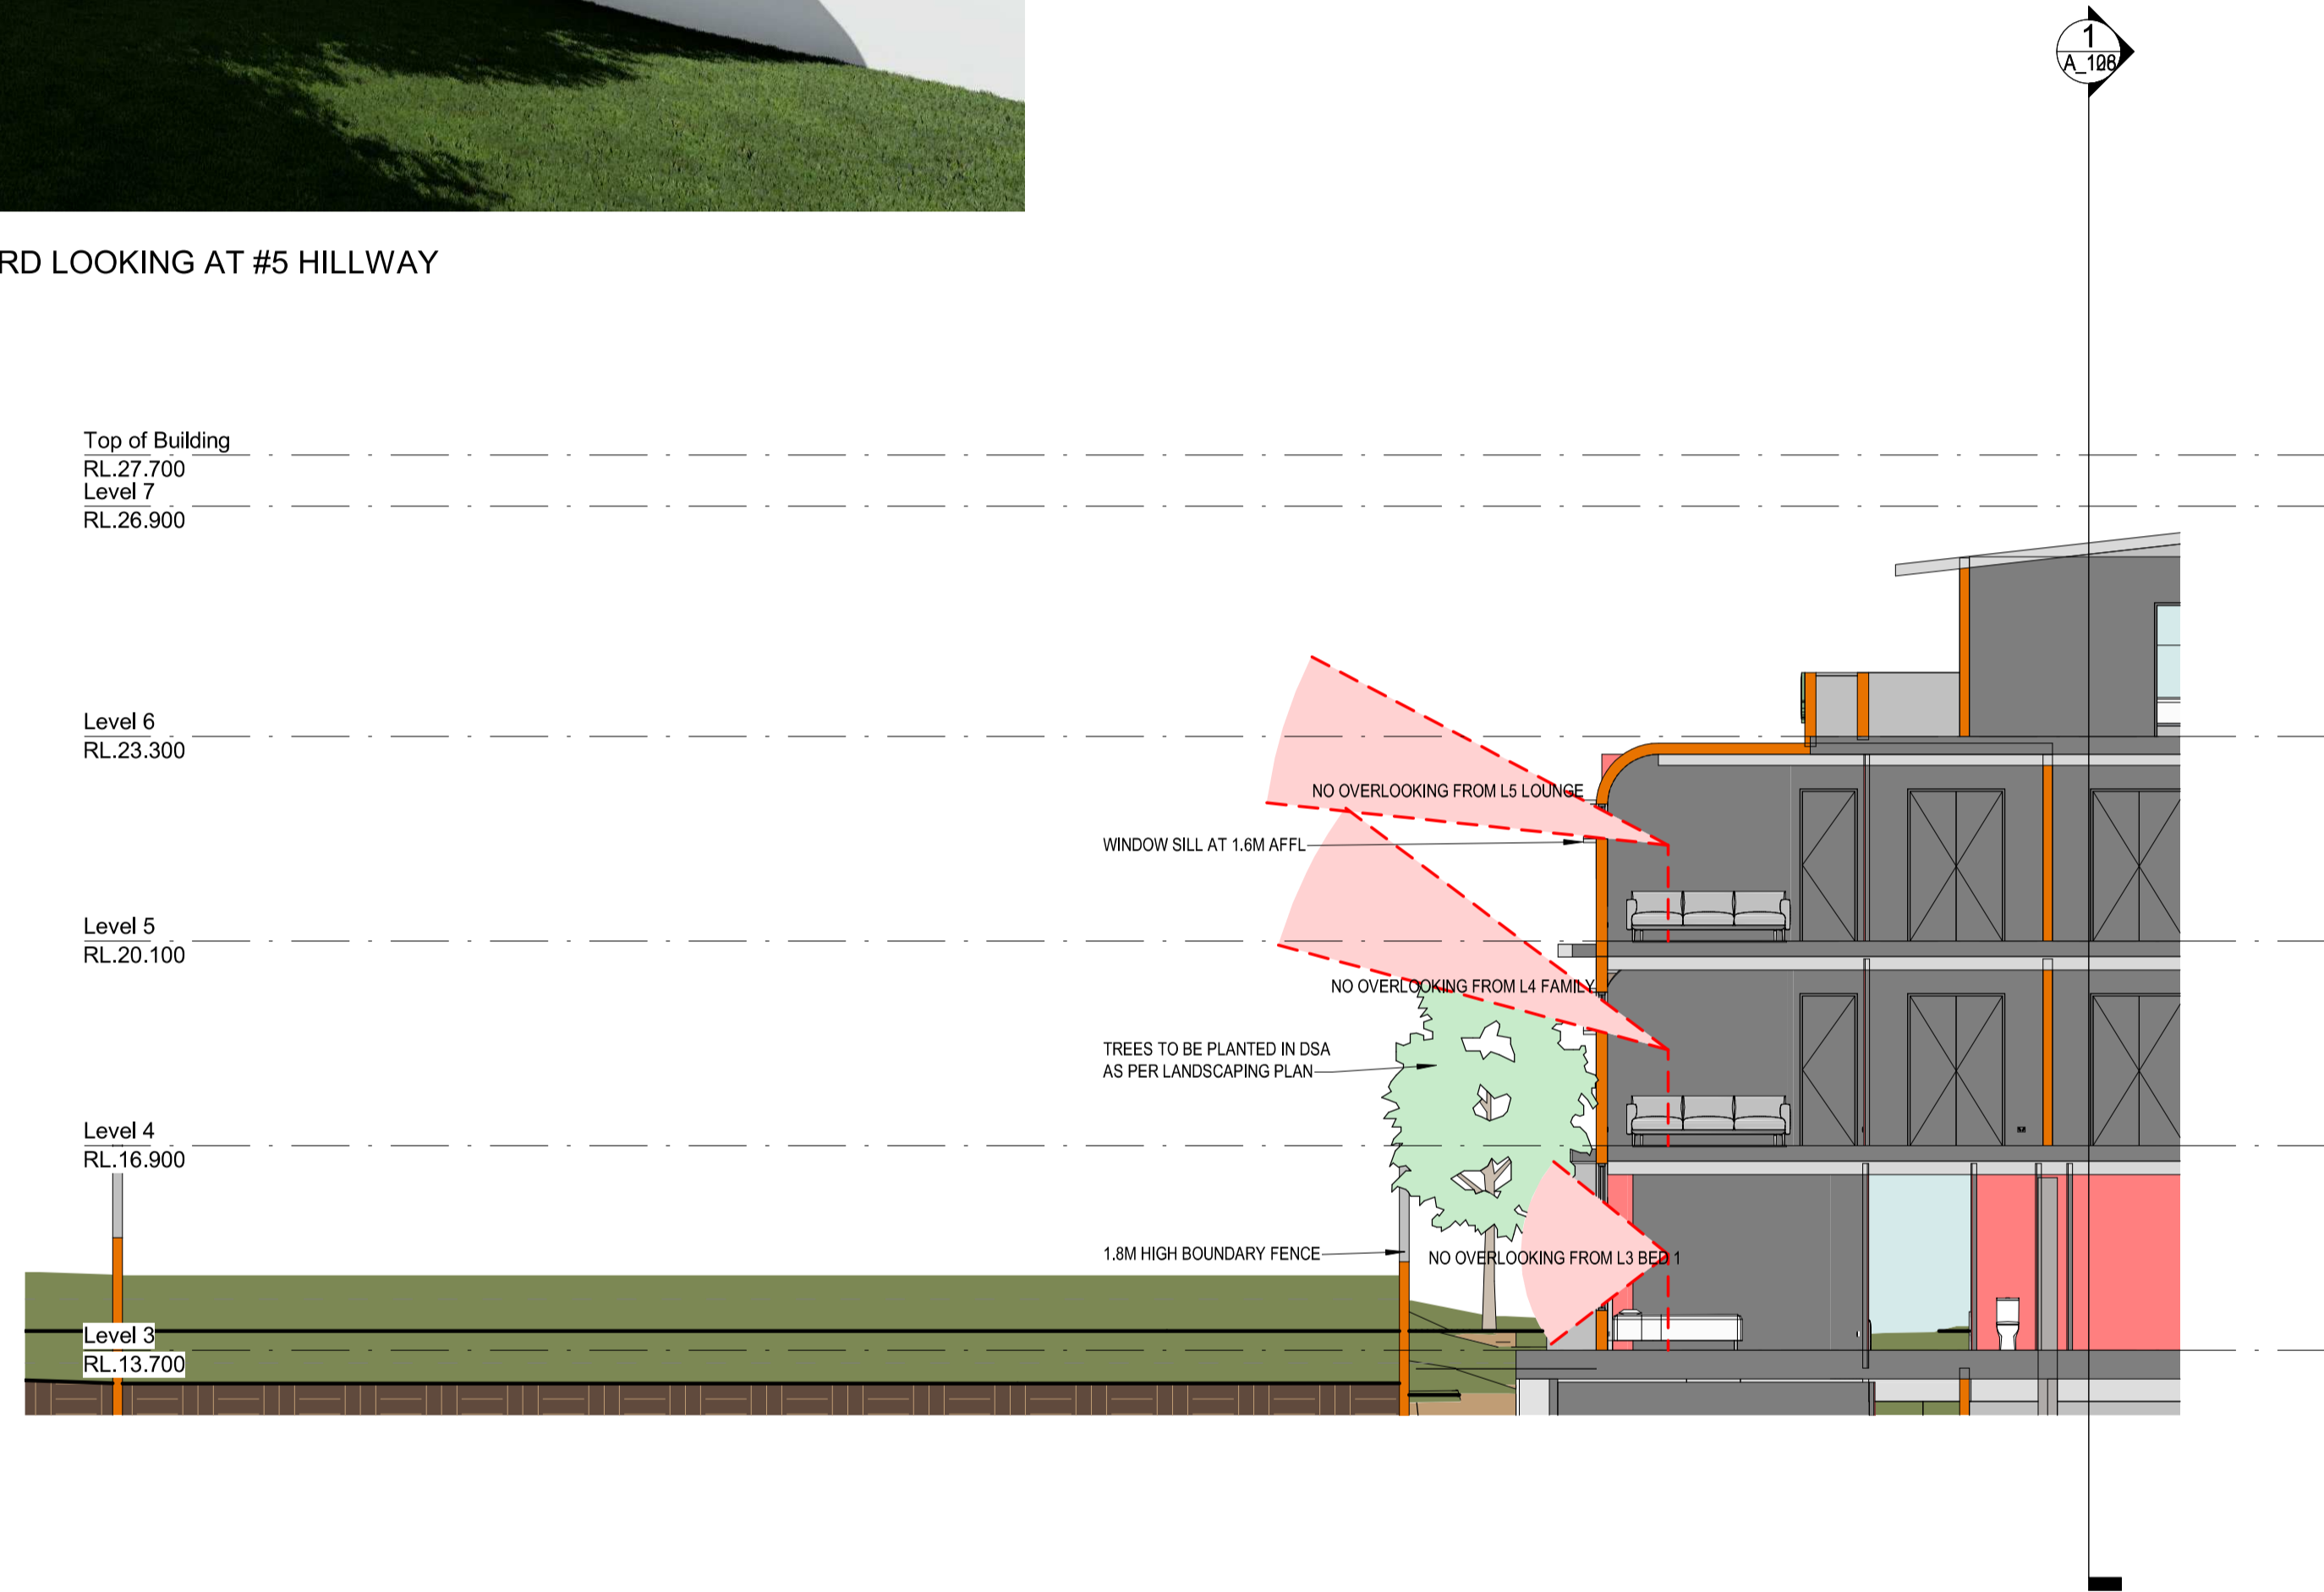 1
RD LOOKING AT #5 HILLWAY
Top of Building
RL.27.700
Level 7
RL.26.900
Level 6
RL.23.300
NO OVERLOOKING FROM L5 LOUNGE
WINDOW SILL AT 1.6M AFFL
Level 5
RL.20.100
NO OVERLOOKING FROM L4 FAMILY
TREES TO BE PLANTED IN DSA
AS PER LANDSCAPING PLAN
Level 4
RL.16.900
1.8M HIGH BOUNDARY FENCE
NO OVERLOOKING FROM L3 BED 1
Level 3
RL.13.700